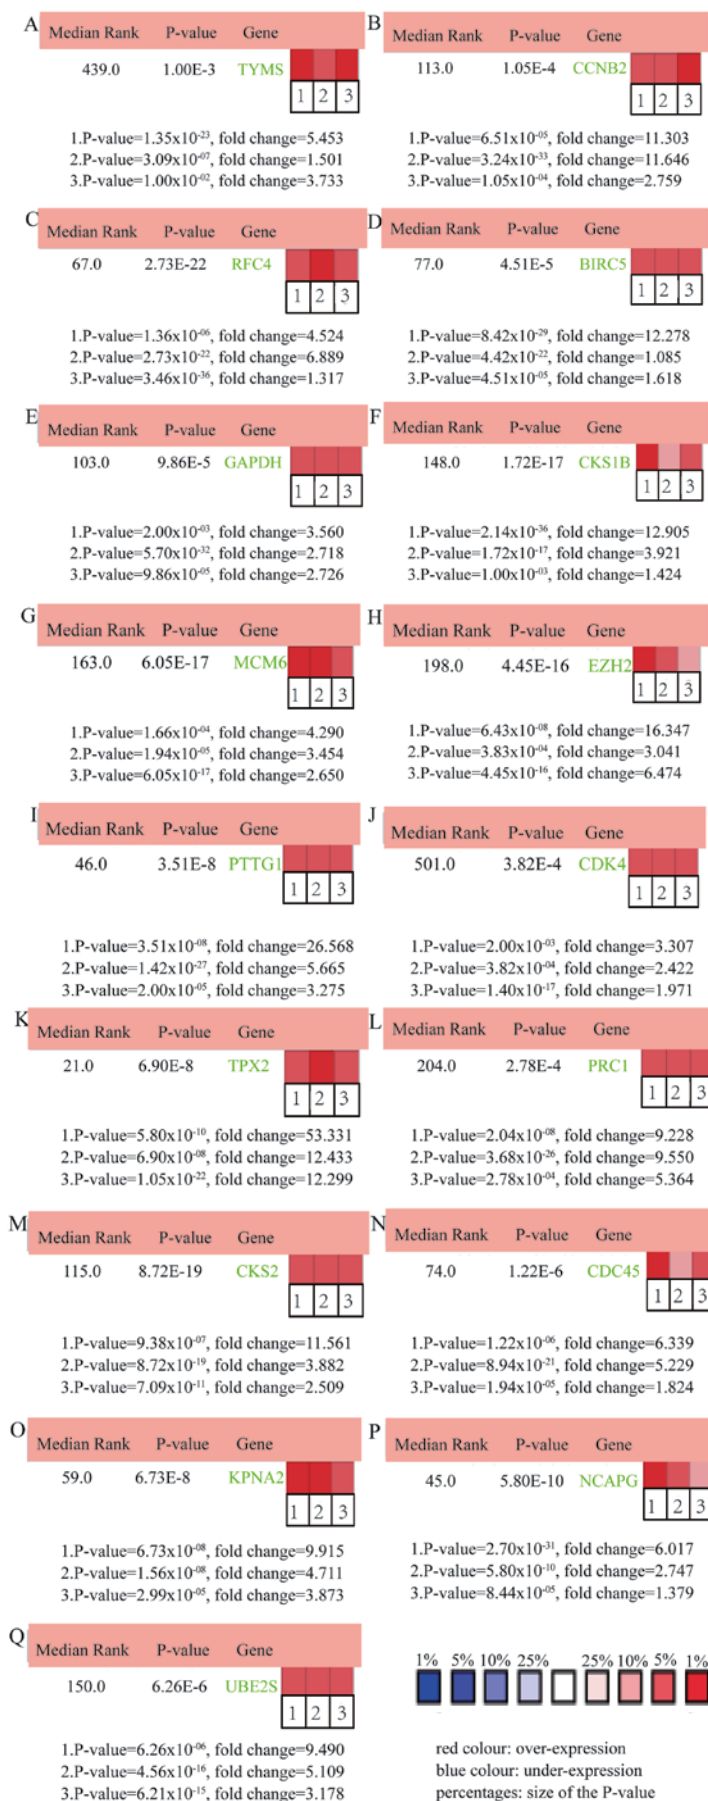 A
Median Rank P-value Gene
439.0 1.00E-3 TYMS
1 2 3
1.P-value=1.35x10⁻²³, fold change=5.453
2.P-value=3.09x10⁻⁰⁷, fold change=1.501
3.P-value=1.00x10⁻⁰², fold change=3.733
B
Median Rank P-value Gene
113.0 1.05E-4 CCNB2
1 2 3
1.P-value=6.51x10⁻⁰⁵, fold change=11.303
2.P-value=3.24x10⁻³³, fold change=11.646
3.P-value=1.05x10⁻⁰⁴, fold change=2.759
C
Median Rank P-value Gene
67.0 2.73E-22 RFC4
1 2 3
1.P-value=1.36x10⁻⁰⁶, fold change=4.524
2.P-value=2.73x10⁻²², fold change=6.889
3.P-value=3.46x10⁻³⁶, fold change=1.317
D
Median Rank P-value Gene
77.0 4.51E-5 BIRC5
1 2 3
1.P-value=8.42x10⁻²⁹, fold change=12.278
2.P-value=4.42x10⁻²², fold change=1.085
3.P-value=4.51x10⁻⁰⁵, fold change=1.618
E
Median Rank P-value Gene
103.0 9.86E-5 GAPDH
1 2 3
1.P-value=2.00x10⁻⁰³, fold change=3.560
2.P-value=5.70x10⁻³², fold change=2.718
3.P-value=9.86x10⁻⁰⁵, fold change=2.726
F
Median Rank P-value Gene
148.0 1.72E-17 CKS1B
1 2 3
1.P-value=2.14x10⁻³⁶, fold change=12.905
2.P-value=1.72x10⁻¹⁷, fold change=3.921
3.P-value=1.00x10⁻⁰³, fold change=1.424
G
Median Rank P-value Gene
163.0 6.05E-17 MCM6
1 2 3
1.P-value=1.66x10⁻⁰⁴, fold change=4.290
2.P-value=1.94x10⁻⁰⁵, fold change=3.454
3.P-value=6.05x10⁻¹⁷, fold change=2.650
H
Median Rank P-value Gene
198.0 4.45E-16 EZH2
1 2 3
1.P-value=6.43x10⁻⁰⁸, fold change=16.347
2.P-value=3.83x10⁻⁰⁴, fold change=3.041
3.P-value=4.45x10⁻¹⁶, fold change=6.474
I
Median Rank P-value Gene
46.0 3.51E-8 PTTG1
1 2 3
1.P-value=3.51x10⁻⁰⁸, fold change=26.568
2.P-value=1.42x10⁻²⁷, fold change=5.665
3.P-value=2.00x10⁻⁰⁵, fold change=3.275
J
Median Rank P-value Gene
501.0 3.82E-4 CDK4
1 2 3
1.P-value=2.00x10⁻⁰³, fold change=3.307
2.P-value=3.82x10⁻⁰⁴, fold change=2.422
3.P-value=1.40x10⁻¹⁷, fold change=1.971
K
Median Rank P-value Gene
21.0 6.90E-8 TPX2
1 2 3
1.P-value=5.80x10⁻¹⁰, fold change=53.331
2.P-value=6.90x10⁻⁰⁸, fold change=12.433
3.P-value=1.05x10⁻²², fold change=12.299
L
Median Rank P-value Gene
204.0 2.78E-4 PRC1
1 2 3
1.P-value=2.04x10⁻⁰⁸, fold change=9.228
2.P-value=3.68x10⁻²⁶, fold change=9.550
3.P-value=2.78x10⁻⁰⁴, fold change=5.364
M
Median Rank P-value Gene
115.0 8.72E-19 CKS2
1 2 3
1.P-value=9.38x10⁻⁰⁷, fold change=11.561
2.P-value=8.72x10⁻¹⁹, fold change=3.882
3.P-value=7.09x10⁻¹¹, fold change=2.509
N
Median Rank P-value Gene
74.0 1.22E-6 CDC45
1 2 3
1.P-value=1.22x10⁻⁰⁶, fold change=6.339
2.P-value=8.94x10⁻²¹, fold change=5.229
3.P-value=1.94x10⁻⁰⁵, fold change=1.824
O
Median Rank P-value Gene
59.0 6.73E-8 KPNA2
1 2 3
1.P-value=6.73x10⁻⁰⁸, fold change=9.915
2.P-value=1.56x10⁻⁰⁸, fold change=4.711
3.P-value=2.99x10⁻⁰⁵, fold change=3.873
P
Median Rank P-value Gene
45.0 5.80E-10 NCAPG
1 2 3
1.P-value=2.70x10⁻³¹, fold change=6.017
2.P-value=5.80x10⁻¹⁰, fold change=2.747
3.P-value=8.44x10⁻⁰⁵, fold change=1.379
Q
Median Rank P-value Gene
150.0 6.26E-6 UBE2S
1 2 3
1.P-value=6.26x10⁻⁰⁶, fold change=9.490
2.P-value=4.56x10⁻¹⁶, fold change=5.109
3.P-value=6.21x10⁻¹⁵, fold change=3.178
1% 5% 10% 25% 25% 10% 5% 1%
red colour: over-expression
blue colour: under-expression
percentages: size of the P-value